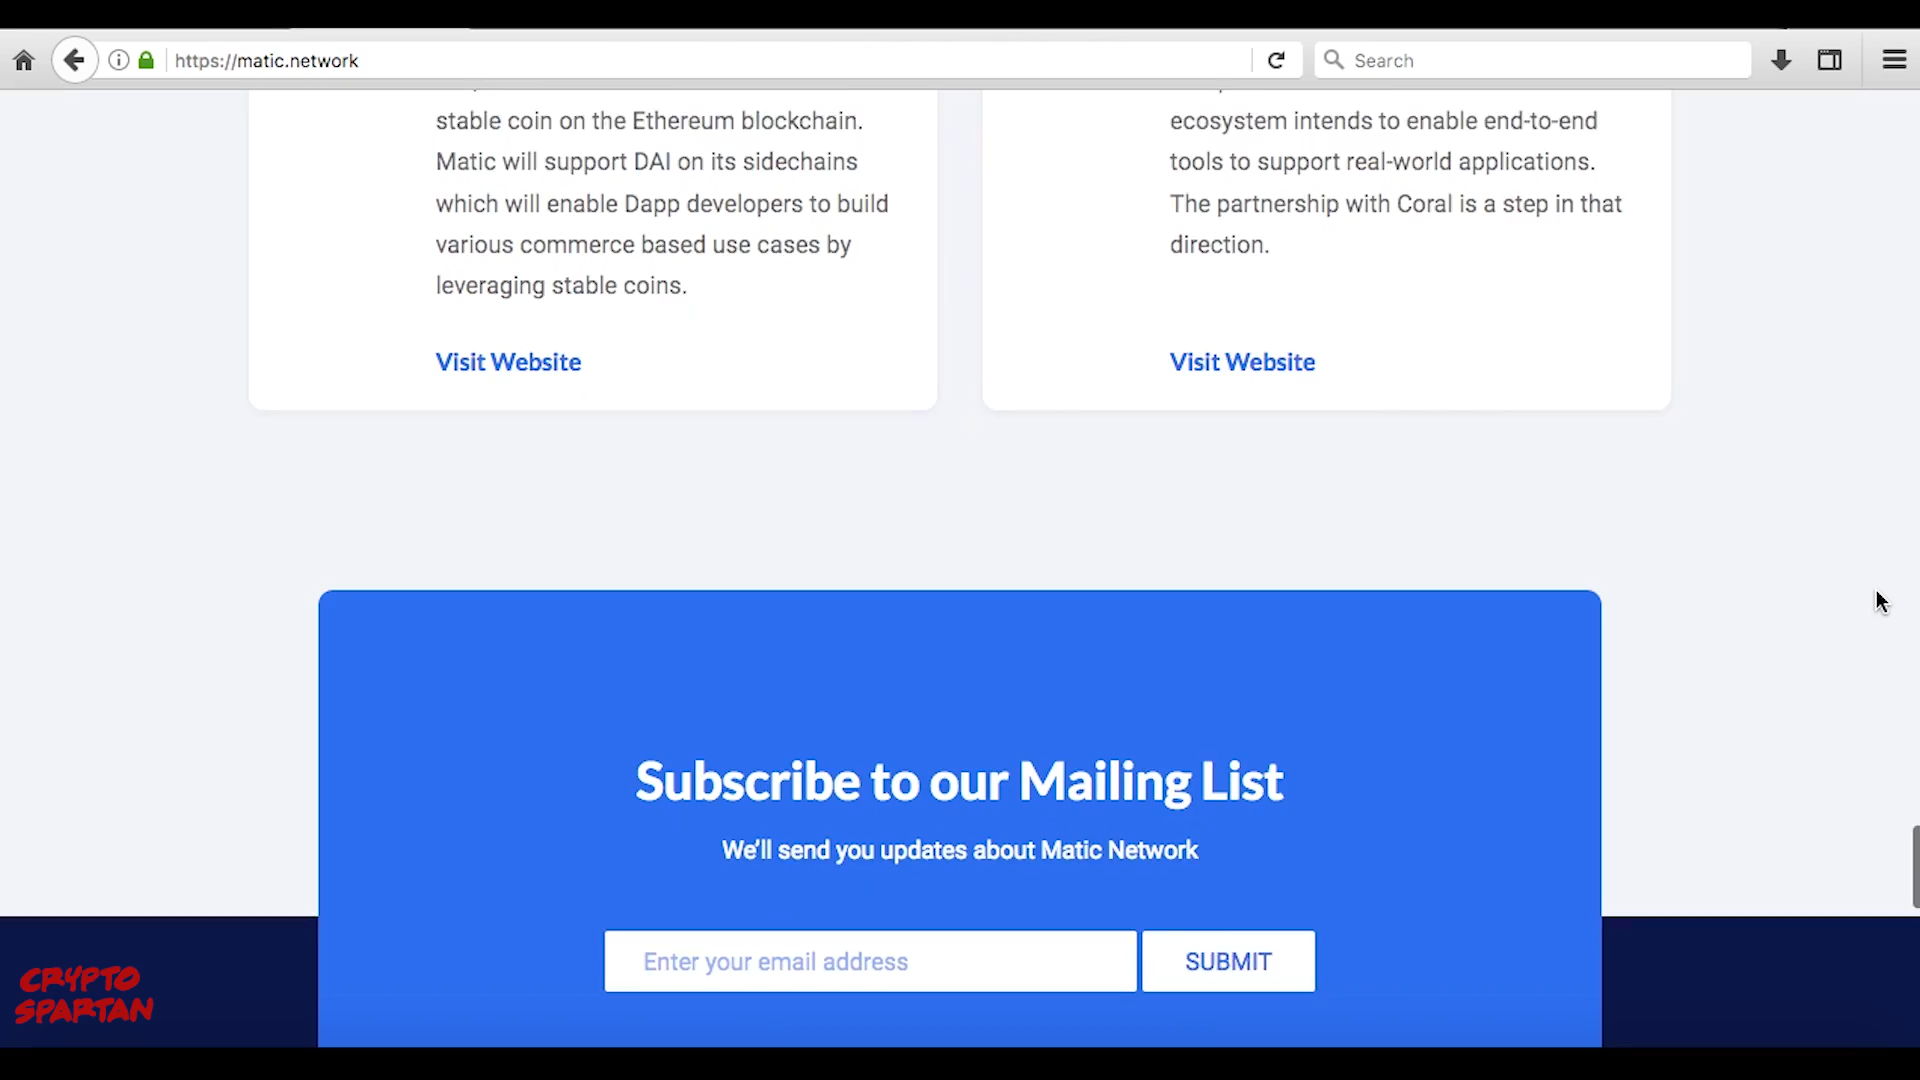 https://matic.network
Search
stable coin on the Ethereum blockchain.
Matic will support DAI on its sidechains
which will enable Dapp developers to build
various commerce based use cases by
leveraging stable coins.
Visit Website
ecosystem intends to enable end-to-end
tools to support real-world applications.
The partnership with Coral is a step in that
direction.
Visit Website
Subscribe to our Mailing List
We'll send you updates about Matic Network
Enter your email address
SUBMIT
CRYPTO
SPARTAN